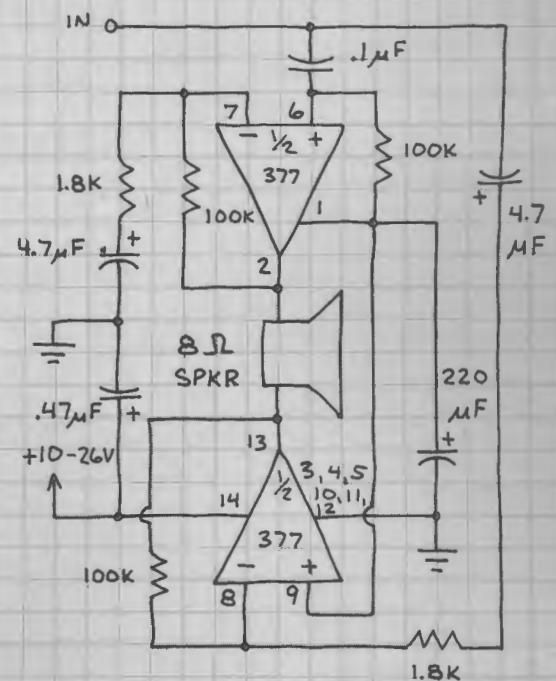 IN
.1µF
7
6
- 1/2 +
377
100K
1.8K
100K
1
+
4.7µF
2
+
4.7
µF
8 Ω
SPKR
220
µF
.47µF
+
+
+10-26V
13
3,4,5
10,11,
12
14
1/2
377
- +
100K
8
9
1.8K